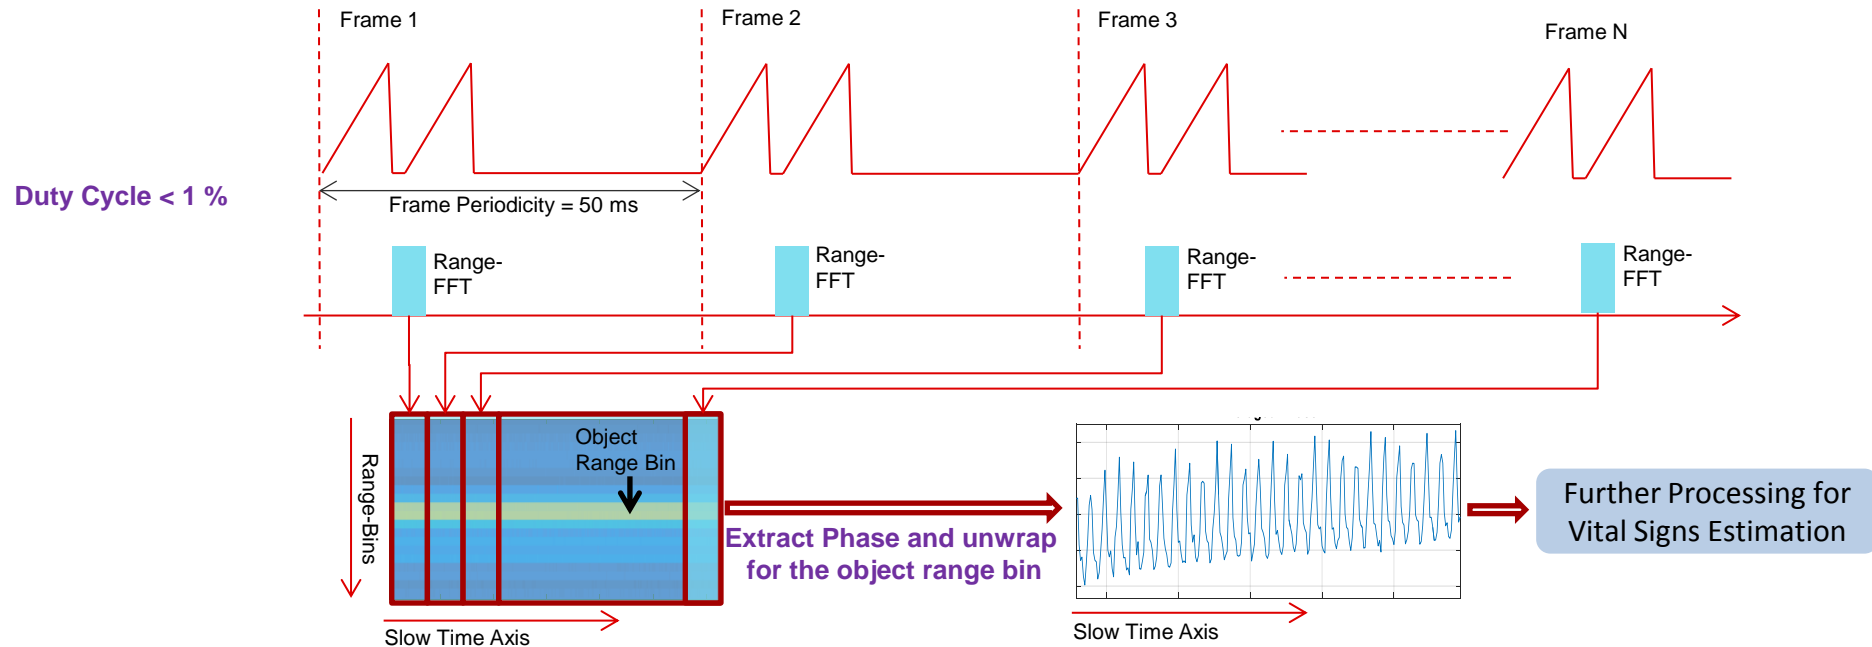 Frame 1
Frame 2
Frame 3
Frame N
Duty Cycle < 1 %
Frame Periodicity = 50 ms
Range-
FFT
Range-
FFT
Range-
FFT
Range-
FFT
Range-Bins
Object
Range Bin
Extract Phase and unwrap
for the object range bin
Further Processing for
Vital Signs Estimation
Slow Time Axis
Slow Time Axis